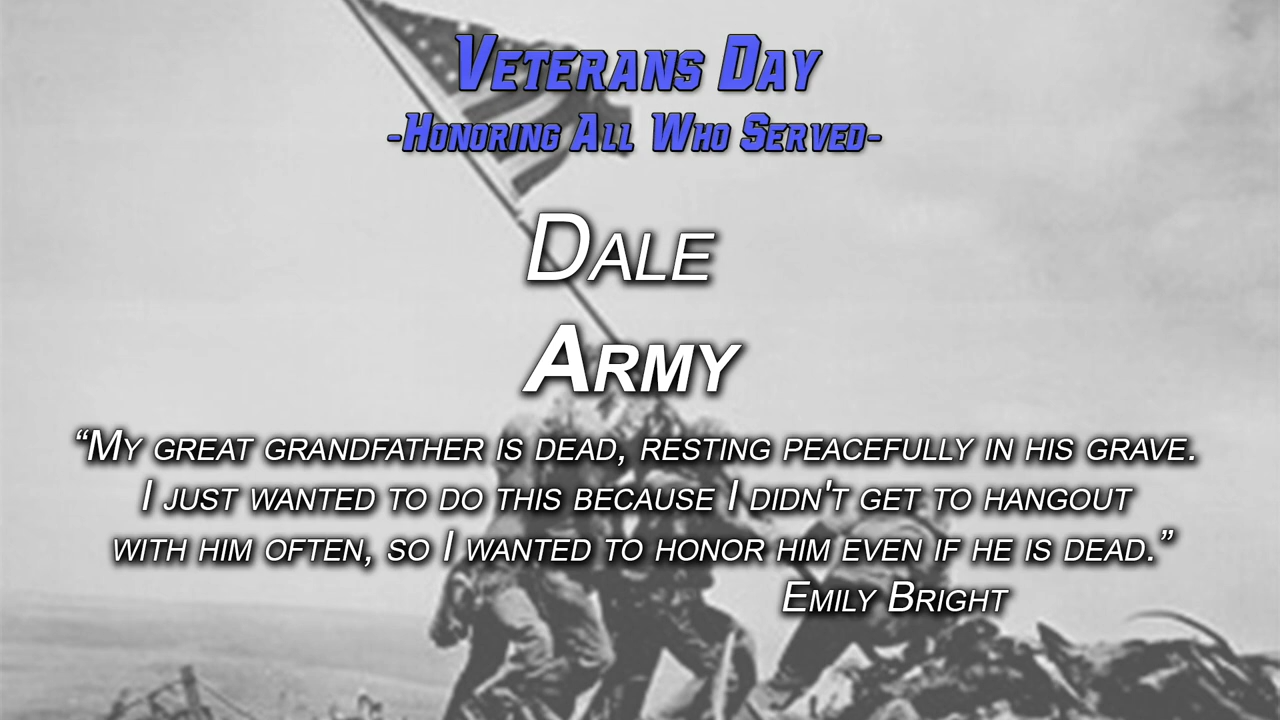 Veterans Day
-Honoring All Who Served-
Dale
Army
“My great grandfather is dead, resting peacefully in his grave.
I just wanted to do this because I didn't get to hangout
with him often, so I wanted to honor him even if he is dead.”
Emily Bright